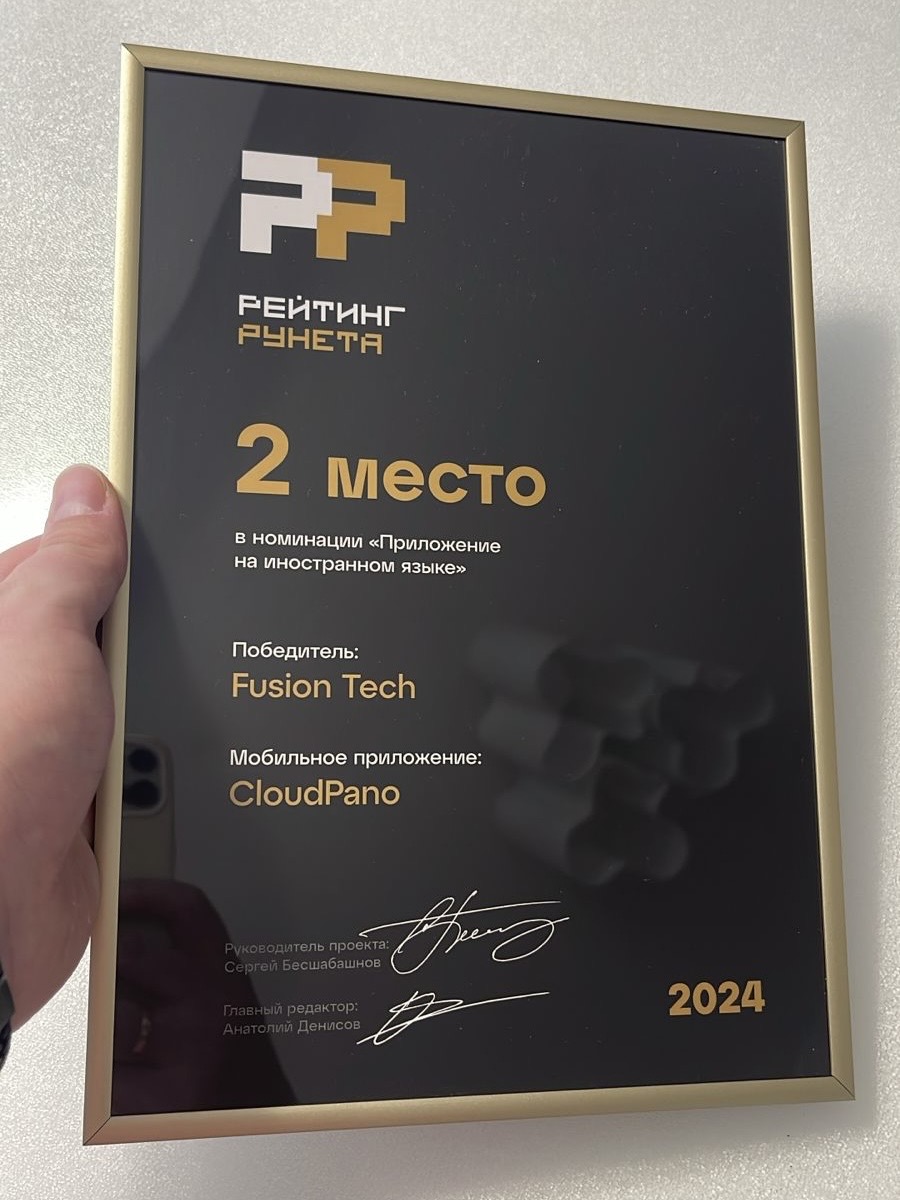 РР
РЕЙТИНГ
РУНЕТА
2 место
в номинации «Приложение
на иностранном языке»
Победитель:
Fusion Tech
Мобильное приложение:
CloudPano
Руководитель проекта:
Сергей Бесшабашнов
Главный редактор:
Анатолий Денисов
2024